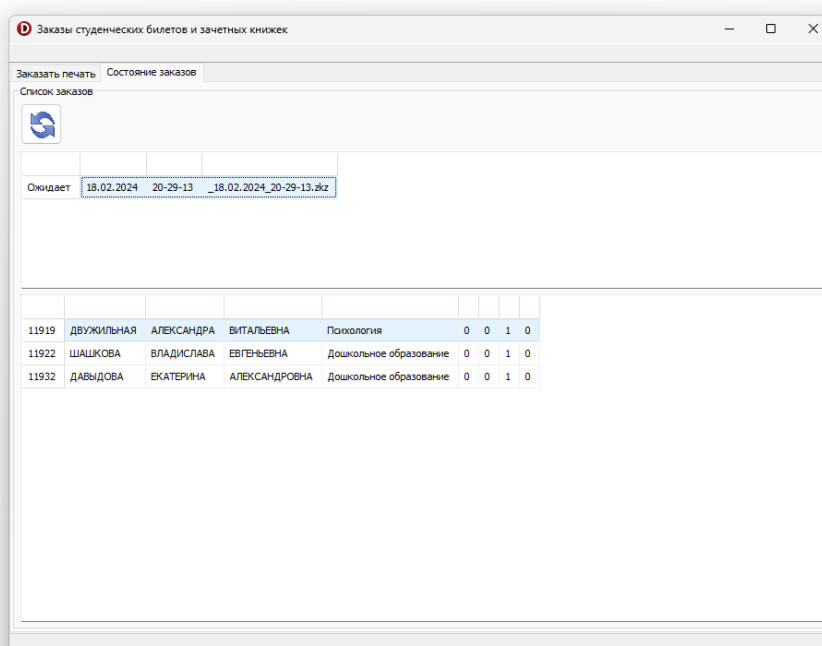 Заказы студенческих билетов и зачетных книжек
Заказать печать Состояние заказов
Список заказов
Ожидает 18.02.2024 20-29-13 _18.02.2024_20-29-13.zkz
11919 ДВУЖИЛЬНАЯ АЛЕКСАНДРА ВИТАЛЬЕВНА Психология 0 0 1 0
11922 ШАШКОВА ВЛАДИСЛАВА ЕВГЕНЬЕВНА Дошкольное образование 0 0 1 0
11932 ДАВЫДОВА ЕКАТЕРИНА АЛЕКСАНДРОВНА Дошкольное образование 0 0 1 0